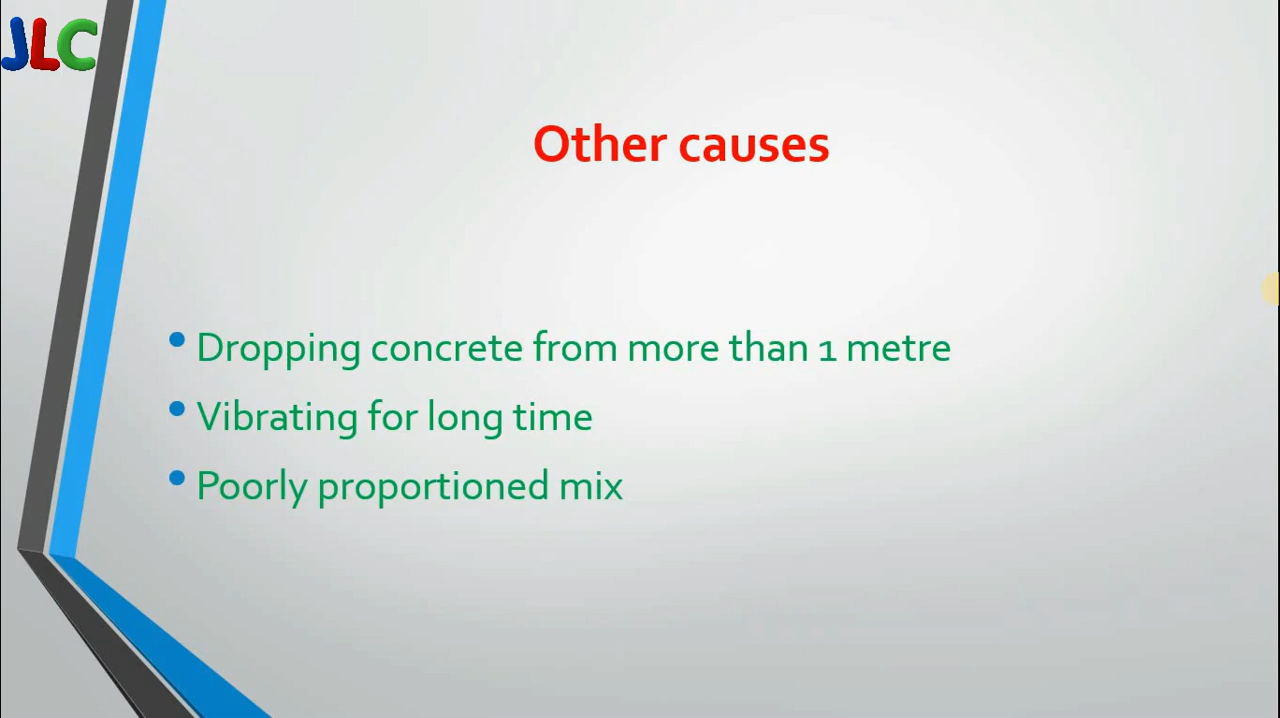 JLC
Other causes
• Dropping concrete from more than 1 metre
• Vibrating for long time
• Poorly proportioned mix